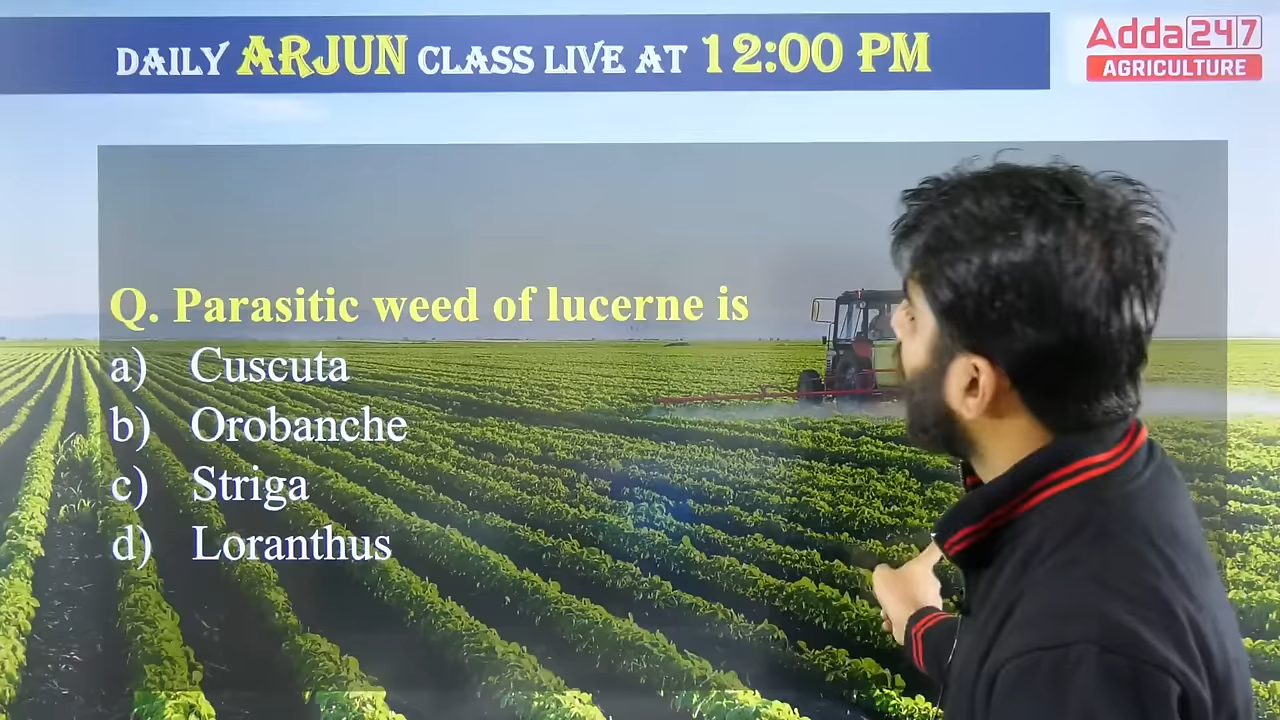 DAILY ARJUN CLASS LIVE AT 12:00 PM
Adda247
AGRICULTURE
Q. Parasitic weed of lucerne is
a) Cuscuta
b) Orobanche
c) Striga
d) Loranthus